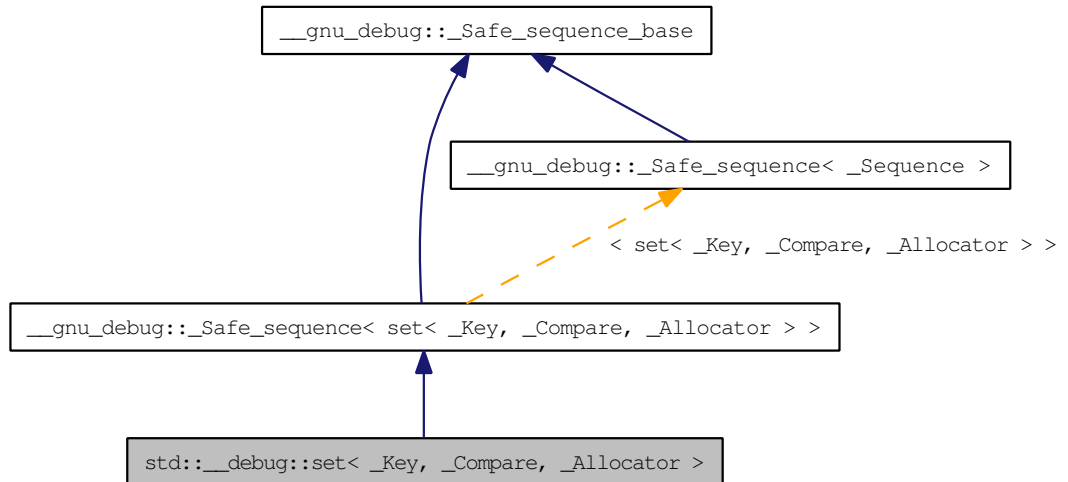 __gnu_debug::_Safe_sequence_base
__gnu_debug::_Safe_sequence< _Sequence >
< set< _Key, _Compare, _Allocator > >
__gnu_debug::_Safe_sequence< set< _Key, _Compare, _Allocator > >
std::__debug::set< _Key, _Compare, _Allocator >